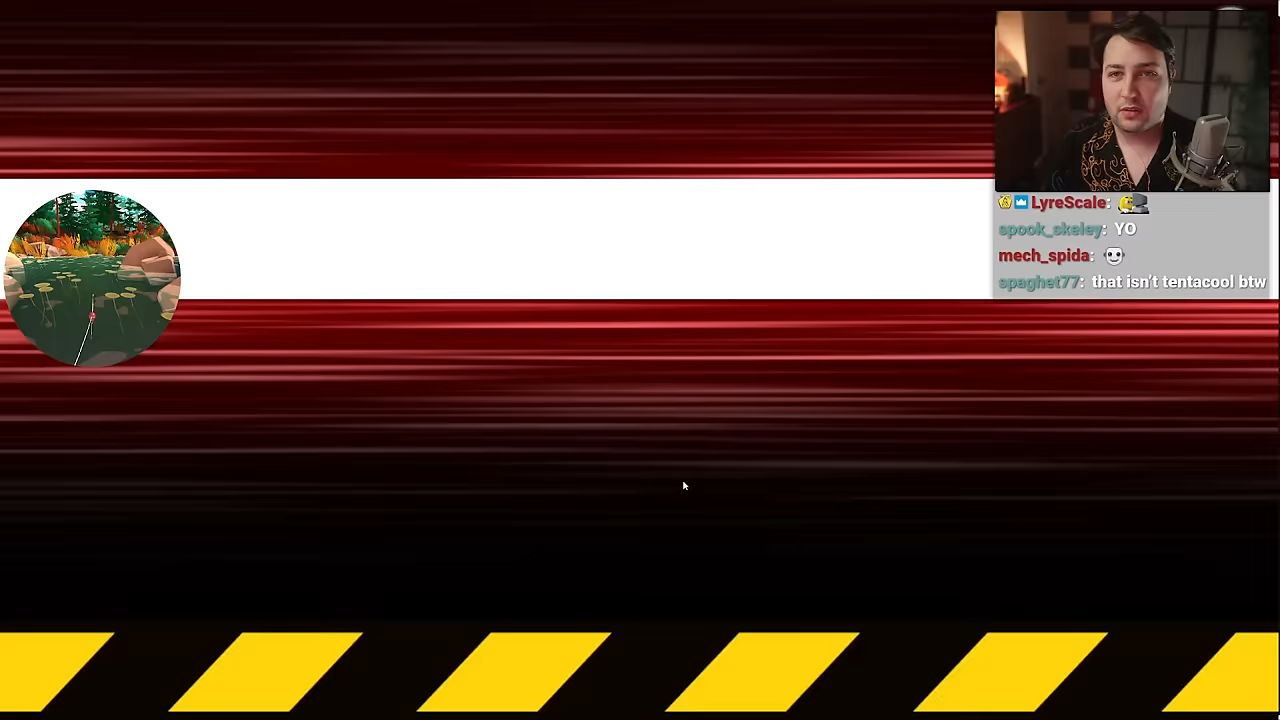 LyreScale:
spook_skeley: YO
mech_spida:
spaghet77: that isn't tentacool btw